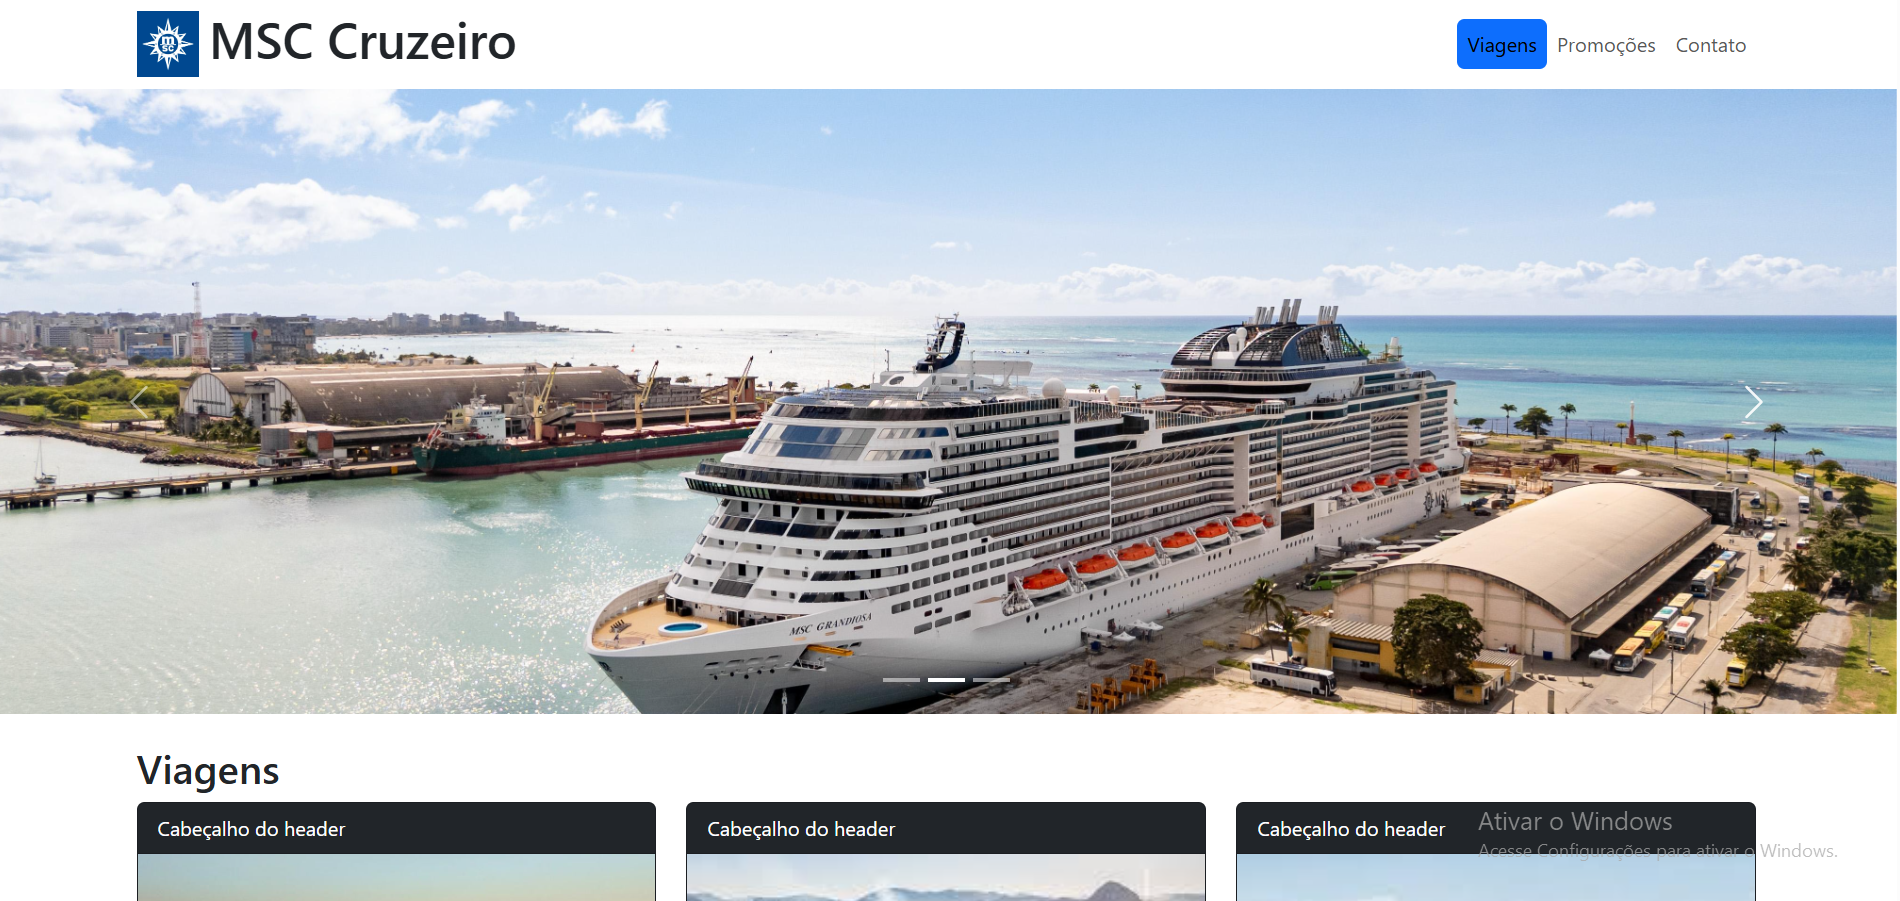 MSC
MSC Cruzeiro
Viagens
Promoções
Contato
MSC GRANDIOSA
Viagens
Cabeçalho do header
Cabeçalho do header
Cabeçalho do header
Ativar o Windows
Acesse Configurações para ativar o Windows.